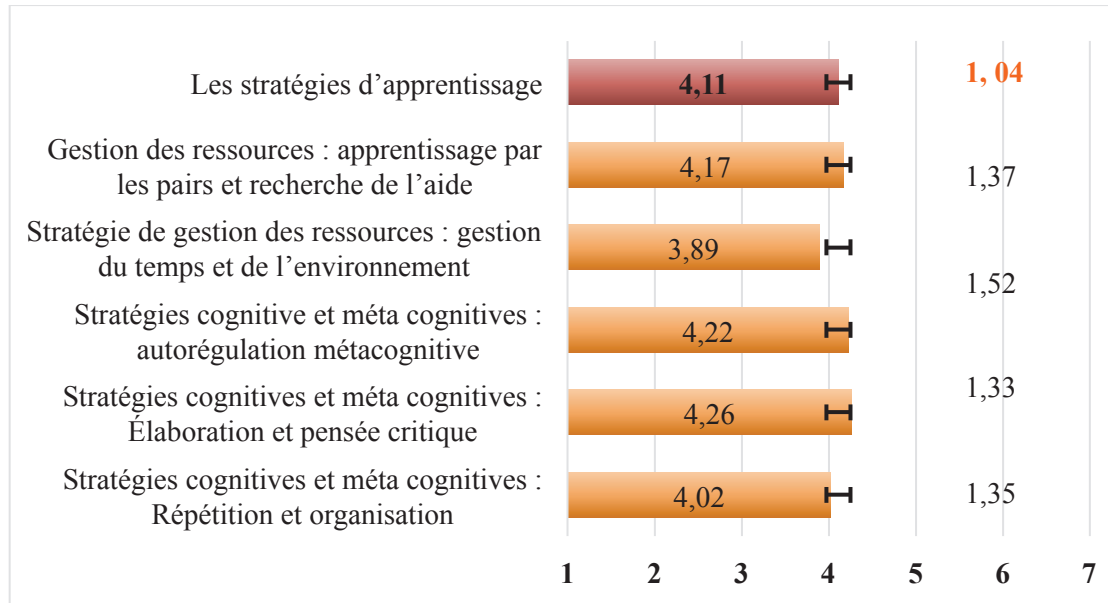 Les stratégies d’apprentissage
4,11
1, 04
Gestion des ressources : apprentissage par
les pairs et recherche de l’aide
4,17
1,37
Stratégie de gestion des ressources : gestion
du temps et de l’environnement
3,89
1,52
Stratégies cognitive et méta cognitives :
autorégulation métacognitive
4,22
1,33
Stratégies cognitives et méta cognitives :
Élaboration et pensée critique
4,26
1,35
Stratégies cognitives et méta cognitives :
Répétition et organisation
4,02
1 2 3 4 5 6 7